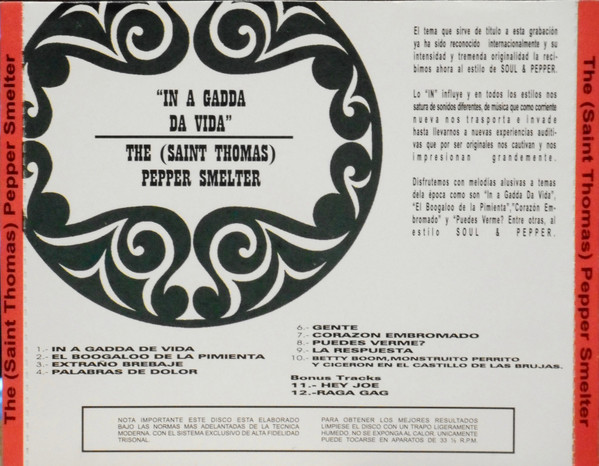 The (Saint Thomas) Pepper Smelter
"IN A GADDA
DA VIDA"
THE (SAINT THOMAS)
PEPPER SMELTER
El tema que sirve de título a esta grabación
ya ha sido reconocido internacionalmente y su
intensidad y tremenda originalidad la reci-
bimos ahora al estilo de SOUL & PEPPER.
Lo "IN" influye y en todos los estilos nos
satura de sonidos diferentes, de música que como corriente
nueva nos trasporta e invade
hasta llevarnos a nuevas experiencias auditi-
vas que por ser originales nos cautivan y nos
impresionan grandemente.
Disfrutemos con melodías alusivas a temas
dela época como son "In a Gadda Da Vida",
"El Boogaloo de la Pimienta","Corazón Em-
bromado" y "Puedes Verme? Entre otras, al
estilo SOUL & PEPPER.
1.- IN A GADDA DE VIDA
2.- EL BOOGALOO DE LA PIMIENTA
3.- EXTRAÑO BREBAJE
4.- PALABRAS DE DOLOR
6.- GENTE
7.- CORAZON EMBROMADO
8.- PUEDES VERME?
9.- LA RESPUESTA
10.- BETTY BOOM,MONSTRUITO PERRITO
Y CICERON EN EL CASTILLO DE LAS BRUJAS.
Bonus Tracks
11.- HEY JOE
12.-RAGA GAG
NOTA IMPORTANTE ESTE DISCO ESTA ELABORADO
BAJO LAS NORMAS MAS ADELANTADAS DE LA TECNICA
MODERNA. CON EL SISTEMA EXCLUSIVO DE ALTA FIDELIDAD
TRISONAL.
PARA OBTENER LOS MEJORES RESULTADOS
LIMPIESE EL DISCO CON UN TRAPO LIGERAMENTE
HUMEDO. NO SE EXPONGA AL CALOR. UNICAMENTE
PUEDE TOCARSE EN APARATOS DE 33 ⅓ R.P.M.
The (Saint Thomas) Pepper Smelter